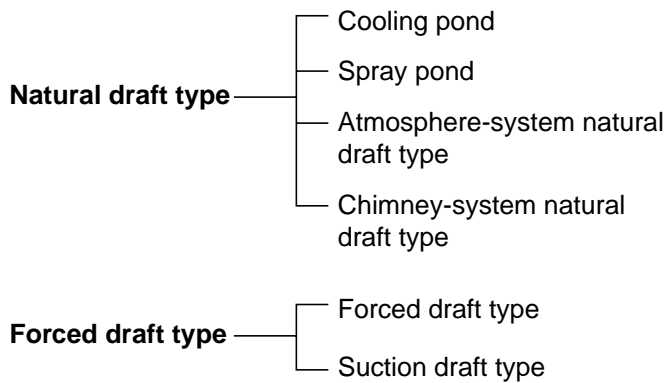 Natural draft type
Cooling pond
Spray pond
Atmosphere-system natural
draft type
Chimney-system natural
draft type
Forced draft type
Forced draft type
Suction draft type